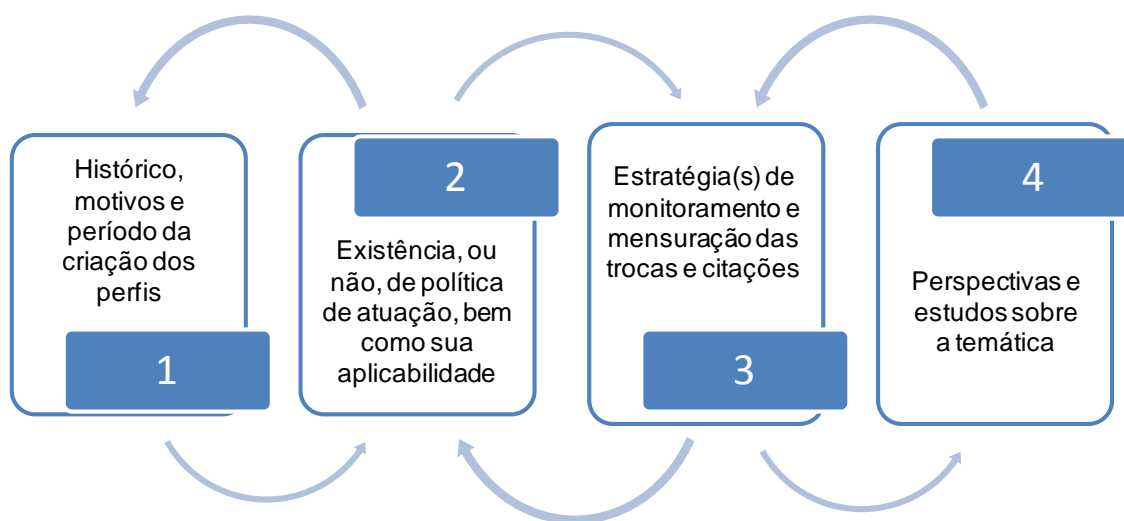 Histórico,
motivos e
período da
criação dos
perfis
1
2
Existência, ou
não, de política
de atuação, bem
como sua
aplicabilidade
Estratégia(s) de
monitoramento e
mensuração das
trocas e citações
3
4
Perspectivas e
estudos sobre
a temática